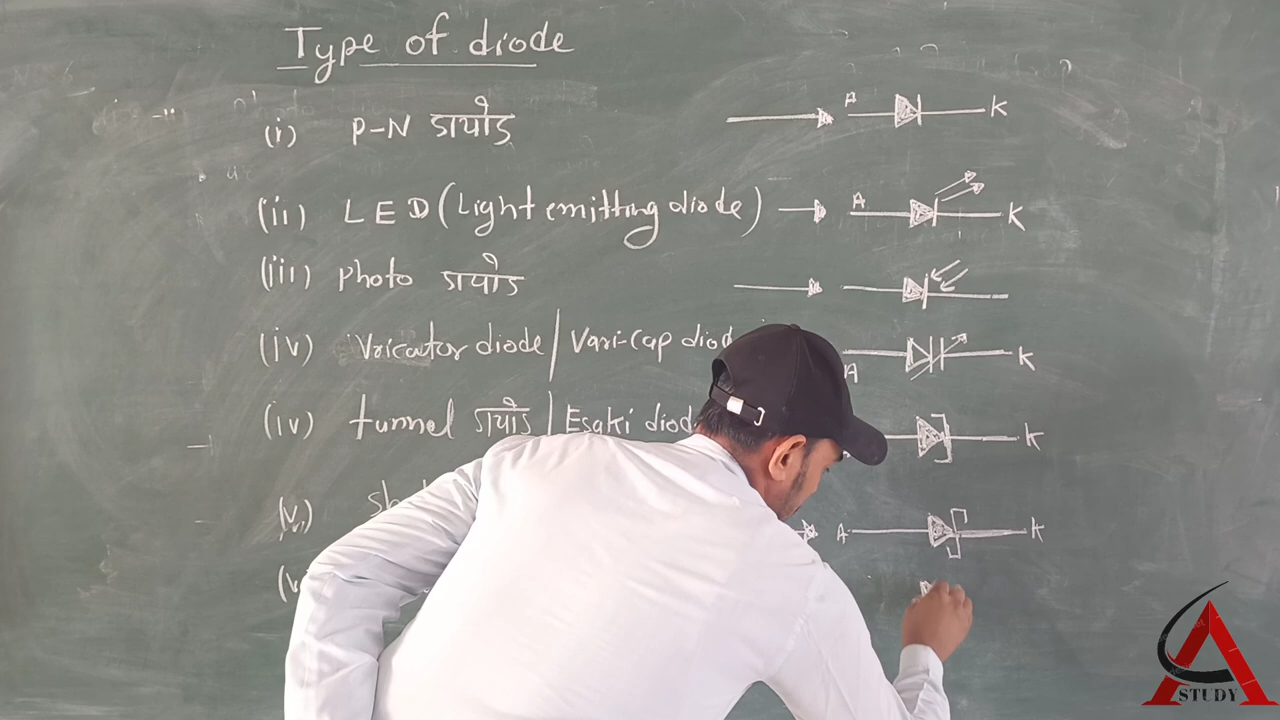 Type of diode
(i) P-N डायोड A K
(ii) LED (Light emitting diode) A K
(iii) photo डायोड
(iv) Vricator diode / Vari-Cap diod A K
(iv) tunnel डायोड / Esaki diod K
(v) A K
STUDY